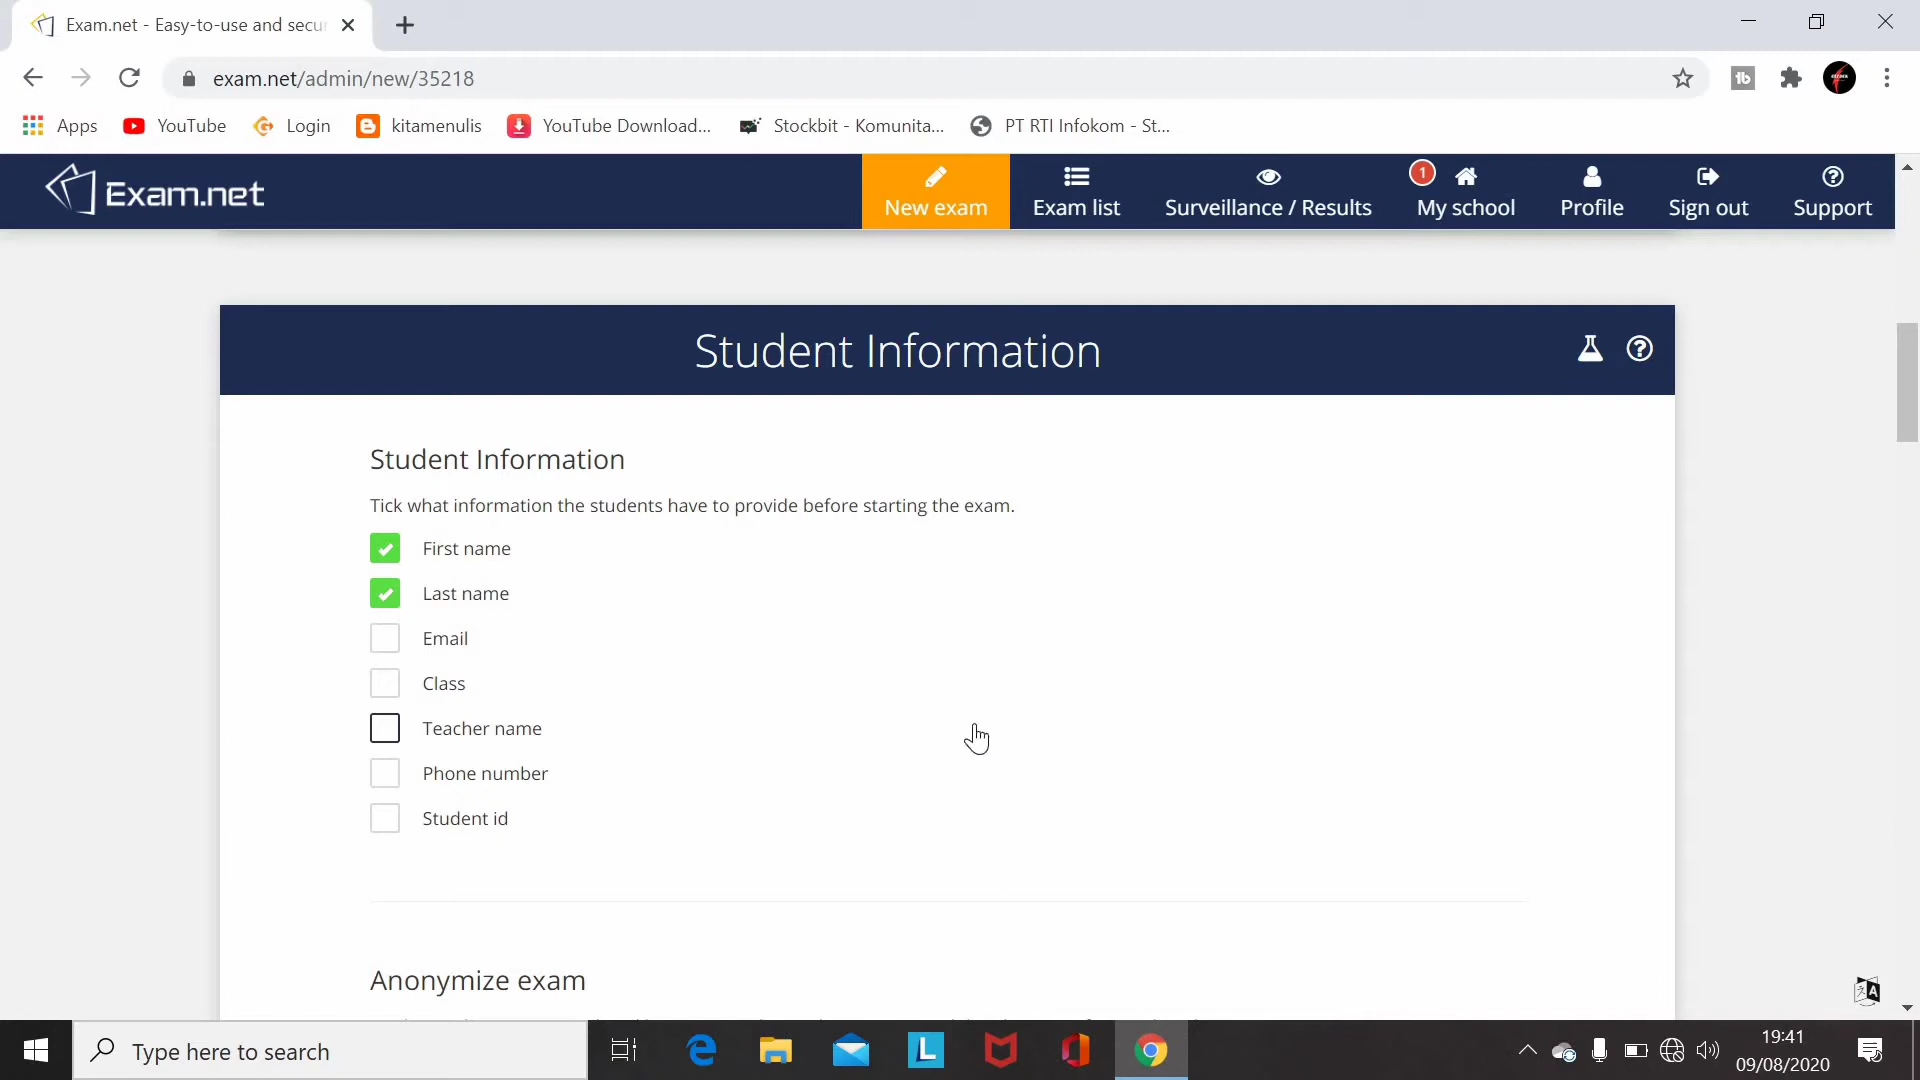 Exam.net - Easy-to-use and secur
exam.net/admin/new/35218
Apps YouTube Login kitamenulis YouTube Download... Stockbit - Komunita... PT RTI Infokom - St...
Exam.net
New exam Exam list Surveillance / Results 1 My school Profile Sign out Support
Student Information
Student Information
Tick what information the students have to provide before starting the exam.
First name
Last name
Email
Class
Teacher name
Phone number
Student id
Anonymize exam
Type here to search
19:41
09/08/2020